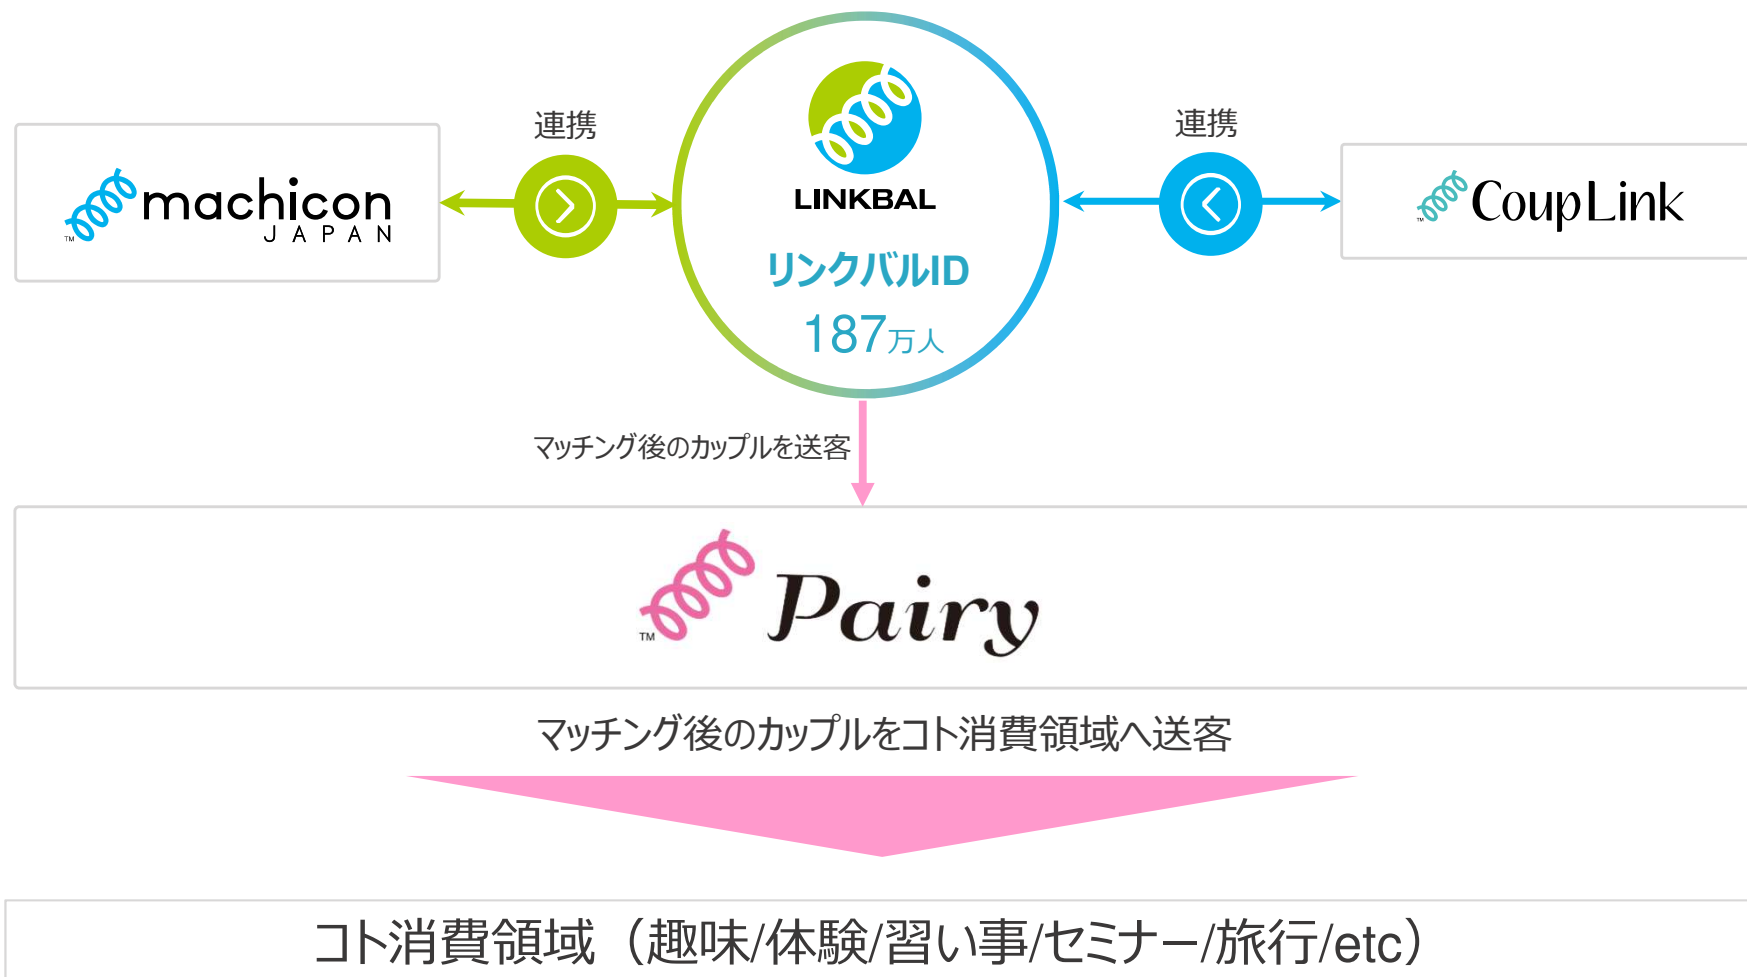 連携
連携
machicon
JAPAN
TM
LINKBAL
リンクバルID
187万人
CoupLink
TM
マッチング後のカップルを送客
Pairy
TM
マッチング後のカップルをコト消費領域へ送客
コト消費領域（趣味/体験/習い事/セミナー/旅行/etc）